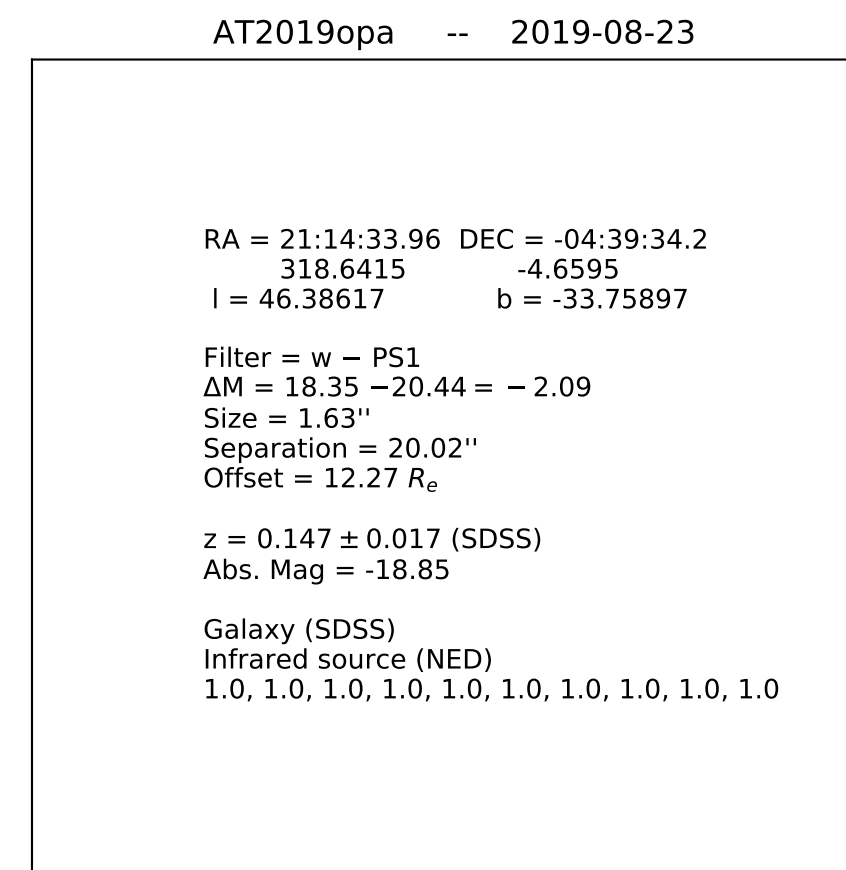 AT2019opa -- 2019-08-23
RA = 21:14:33.96 DEC = -04:39:34.2
318.6415 -4.6595
l = 46.38617 b = -33.75897
Filter = w − PS1
ΔM = 18.35 −20.44 = − 2.09
Size = 1.63''
Separation = 20.02''
Offset = 12.27 Rₑ
z = 0.147 ± 0.017 (SDSS)
Abs. Mag = -18.85
Galaxy (SDSS)
Infrared source (NED)
1.0, 1.0, 1.0, 1.0, 1.0, 1.0, 1.0, 1.0, 1.0, 1.0